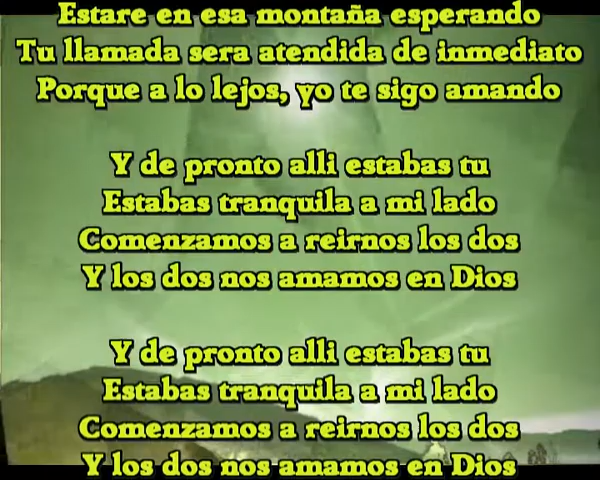 Estare en esa montaña esperando
Tu llamada sera atendida de inmediato
Porque a lo lejos, yo te sigo amando
Y de pronto alli estabas tu
Estabas tranquila a mi lado
Comenzamos a reirnos los dos
Y los dos nos amamos en Dios
Y de pronto alli estabas tu
Estabas tranquila a mi lado
Comenzamos a reirnos los dos
Y los dos nos amamos en Dios